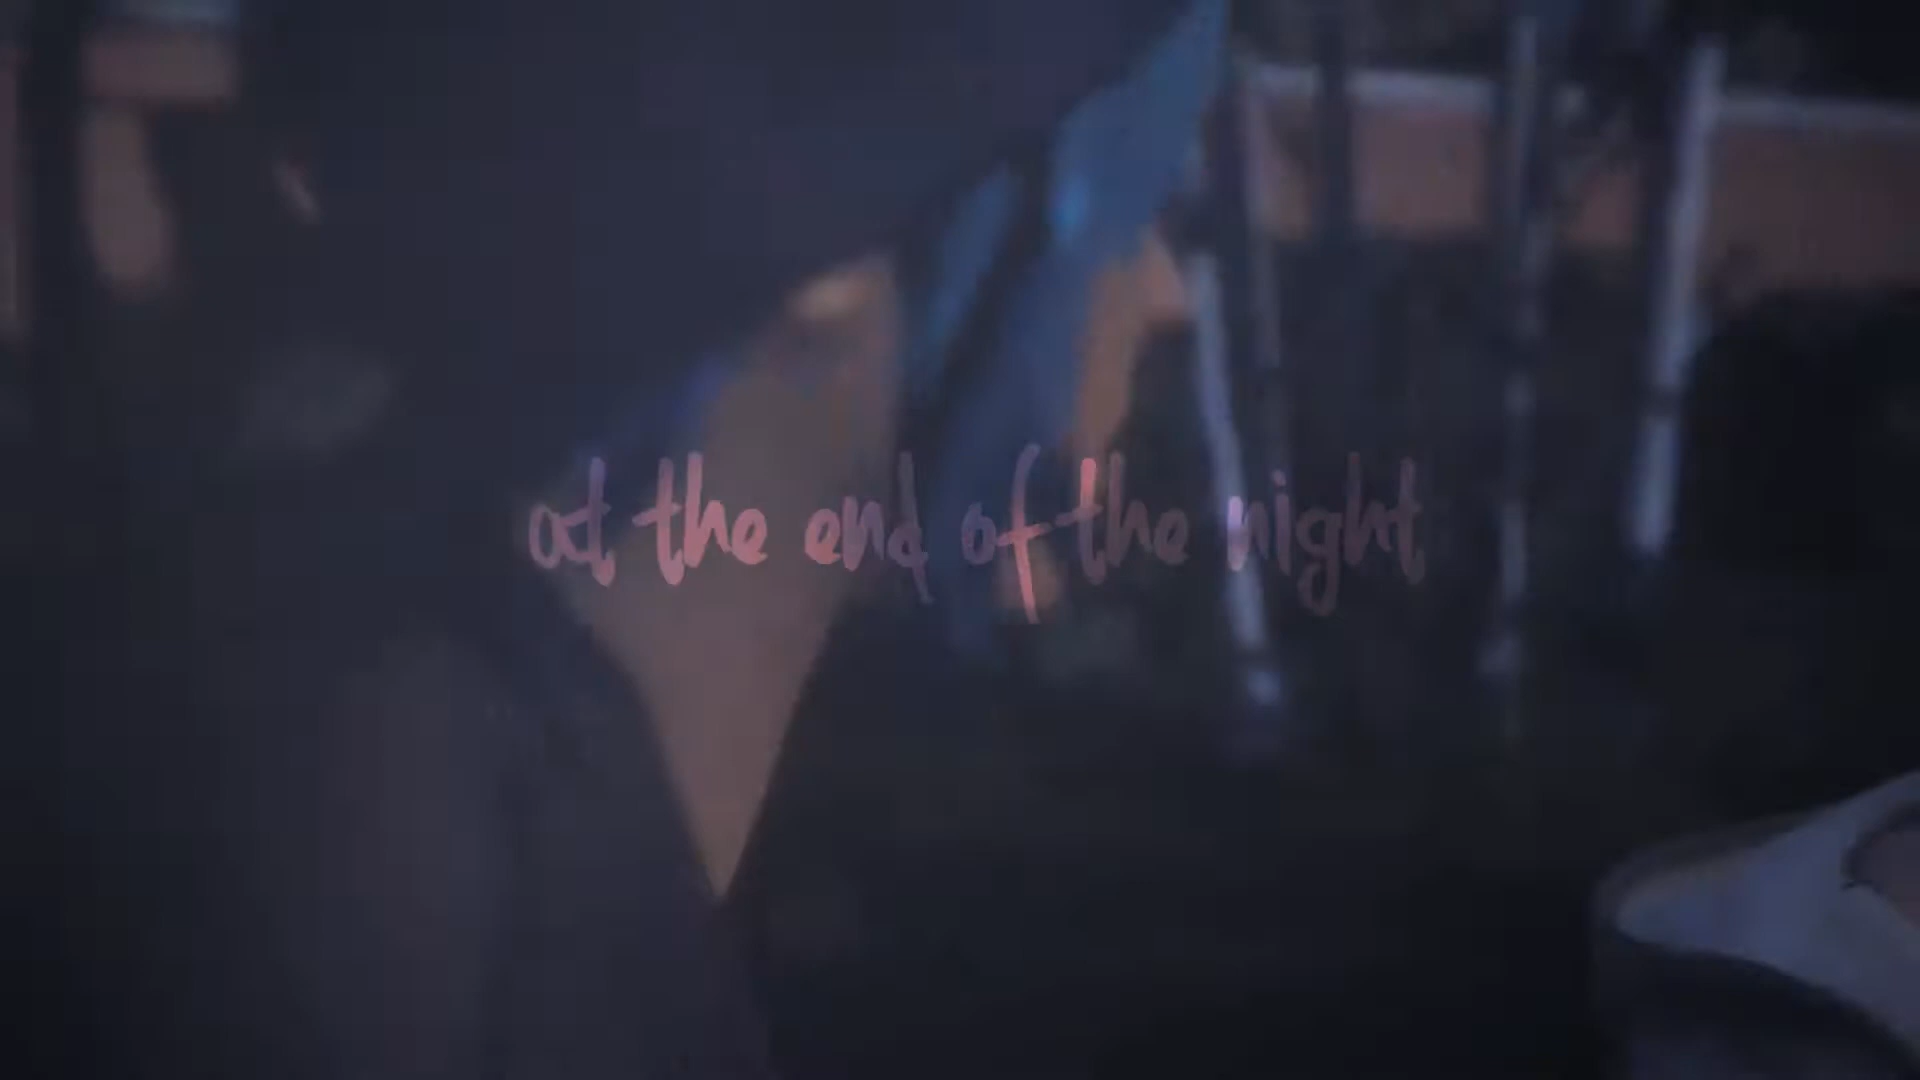 at the end of the night